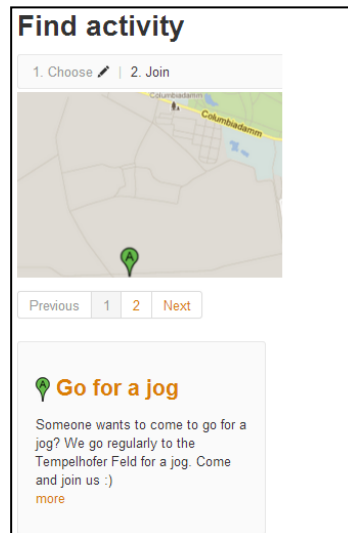 Find activity
1. Choose | 2. Join
Columbiadamm
Columbiadamm
A
Previous 1 2 Next
A Go for a jog
Someone wants to come to go for a
jog? We go regularly to the
Tempelhofer Feld for a jog. Come
and join us :)
more